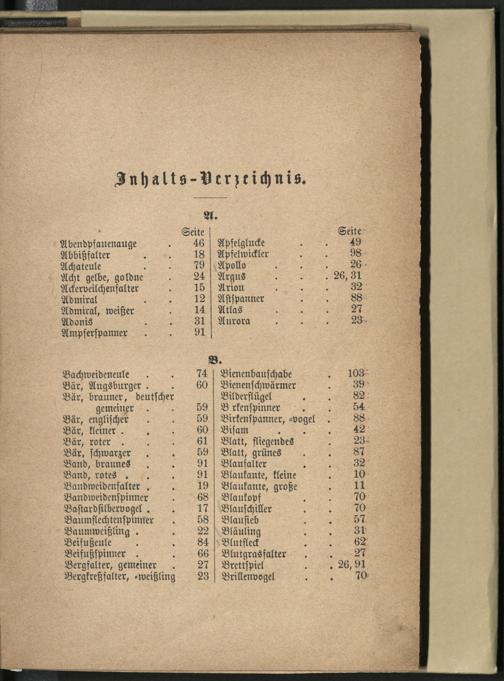 Inhalts-Verzeichnis.
A.
Seite
Abendpfauenauge . 46
Abbißfalter . . 18
Achateule . . 79
Acht gelbe, goldne . 24
Ackerveilchenfalter . 15
Admiral . . 12
Admiral, weißer . 14
Adonis . . 31
Ampferspanner . 91
Seite
Apfelglucke . . 49
Apfelwickler . . 98
Apollo . . . 26
Argus . . . 26, 31
Arion . . . 32
Astspanner . . 88
Atlas . . . 27
Aurora . . . 23
B.
Bachweideneule . . 74
Bär, Augsburger . . 60
Bär, brauner, deutscher
gemeiner . . 59
Bär, englischer . . 59
Bär, kleiner . . . 60
Bär, roter . . . 61
Bär, schwarzer . . 59
Band, braunes . . 91
Band, rotes . . . 91
Bandweidenfalter . . 19
Bandweidenspinner . 68
Bastardsilbervogel . . 17
Baumflechtenspinner . 58
Baumweißling . . . 22
Beifußeule . . . 84
Beifußspinner . . . 66
Bergfalter, gemeiner . 27
Bergkreßfalter, =weißling 23
Bienenbauschabe . 103
Bienenschwärmer . 39
Bilderflügel . . 82
B rkenspinner . . 54
Birkenspanner, =vogel . 88
Bisam . . . 42
Blatt, fliegendes . 23
Blatt, grünes . . 87
Blaufalter . . 32
Blaukante, kleine . 10
Blaukante, große . 11
Blaukopf . . 70
Blauschiller . . 70
Blausieb . . 57
Bläuling . . 31
Blutfleck . . 62
Blutgrasfalter . . 27
Brettspiel . . 26, 91
Brillenvogel . . 70